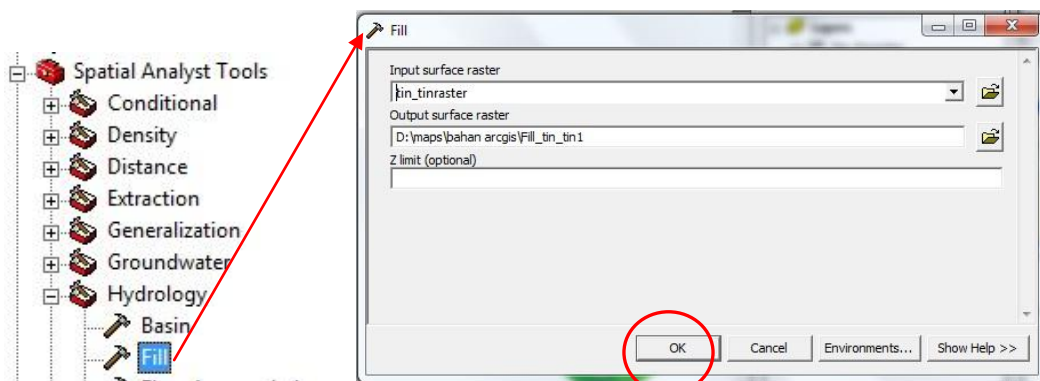 Spatial Analyst Tools
Conditional
Density
Distance
Extraction
Generalization
Groundwater
Hydrology
Basin
Fill
Fill
Input surface raster
tin_tinraster
Output surface raster
D:\maps\bahan arcgis\Fill_tin_tin1
Z limit (optional)
OK
Cancel
Environments...
Show Help >>